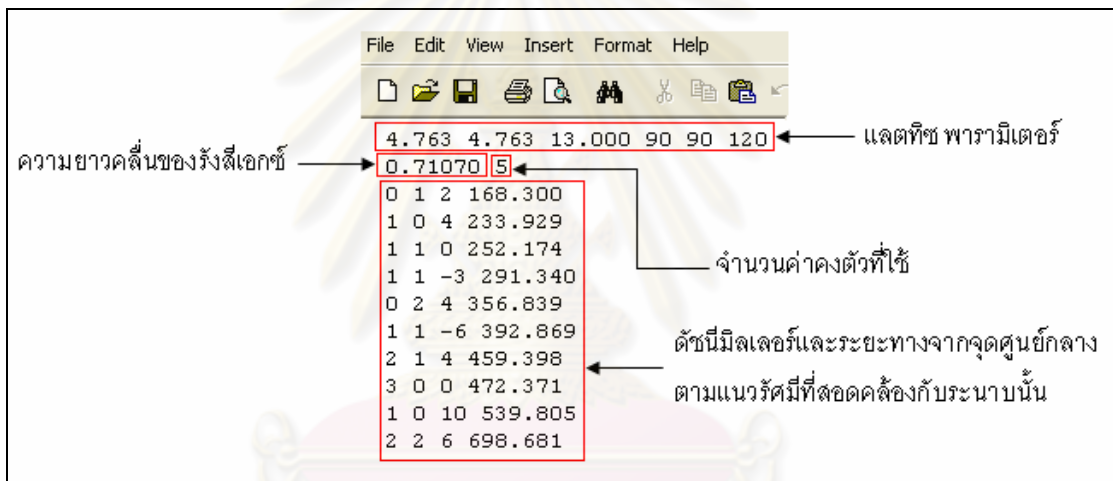 File Edit View Insert Format Help
4.763 4.763 13.000 90 90 120
แลตทิซ พารามิเตอร์
ความยาวคลื่นของรังสีเอกซ์
0.71070 5
0 1 2 168.300
1 0 4 233.929
1 1 0 252.174
1 1 -3 291.340
จำนวนค่าคงตัวที่ใช้
0 2 4 356.839
1 1 -6 392.869
2 1 4 459.398
3 0 0 472.371
1 0 10 539.805
2 2 6 698.681
ดัชนีมิลเลอร์และระยะทางจากจุดศูนย์กลาง
ตามแนวรัศมีที่สอดคล้องกับระนาบนั้น